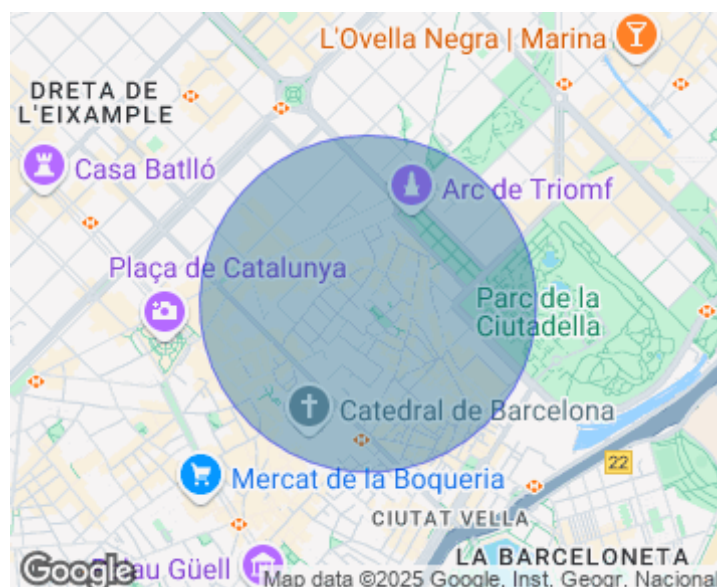 L'Ovella Negra | Marina
DRETA DE
L'EIXAMPLE
Casa Batlló
Arc de Triomf
Plaça de Catalunya
Parc de la
Ciutadella
Catedral de Barcelona
22
Mercat de la Boqueria
CIUTAT VELLA
LA BARCELONETA
Google
au Güell
Map data ©2025 Google, Inst. Geogr. Nacional